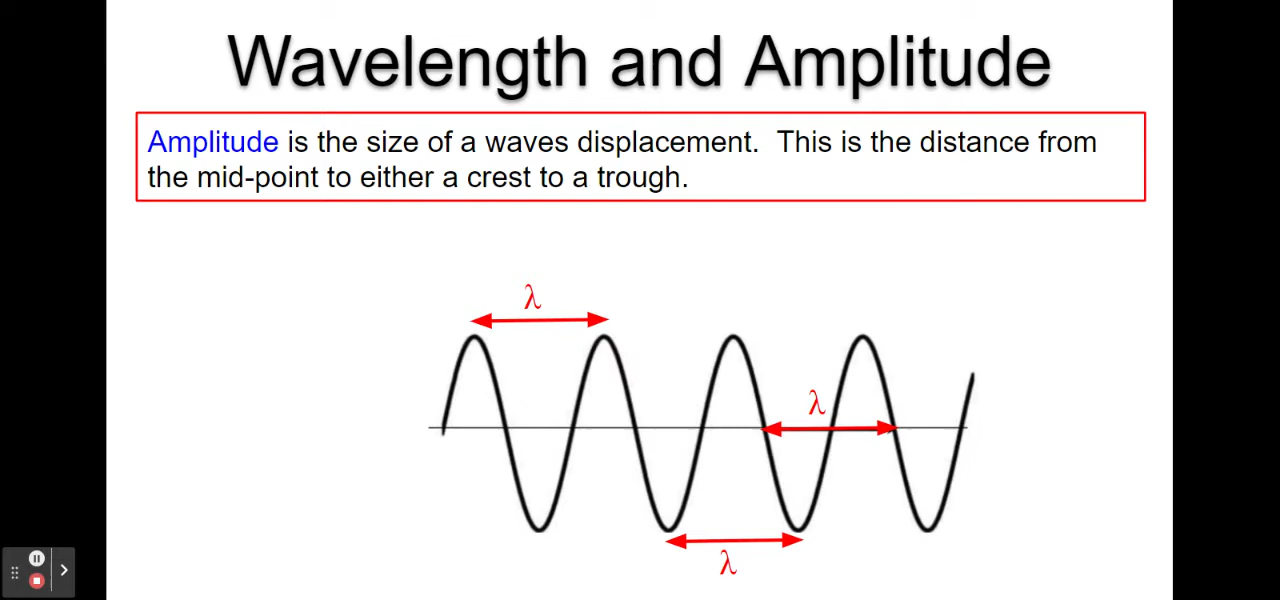 Wavelength and Amplitude
Amplitude is the size of a waves displacement.  This is the distance from
the mid-point to either a crest to a trough.
λ
λ
λ